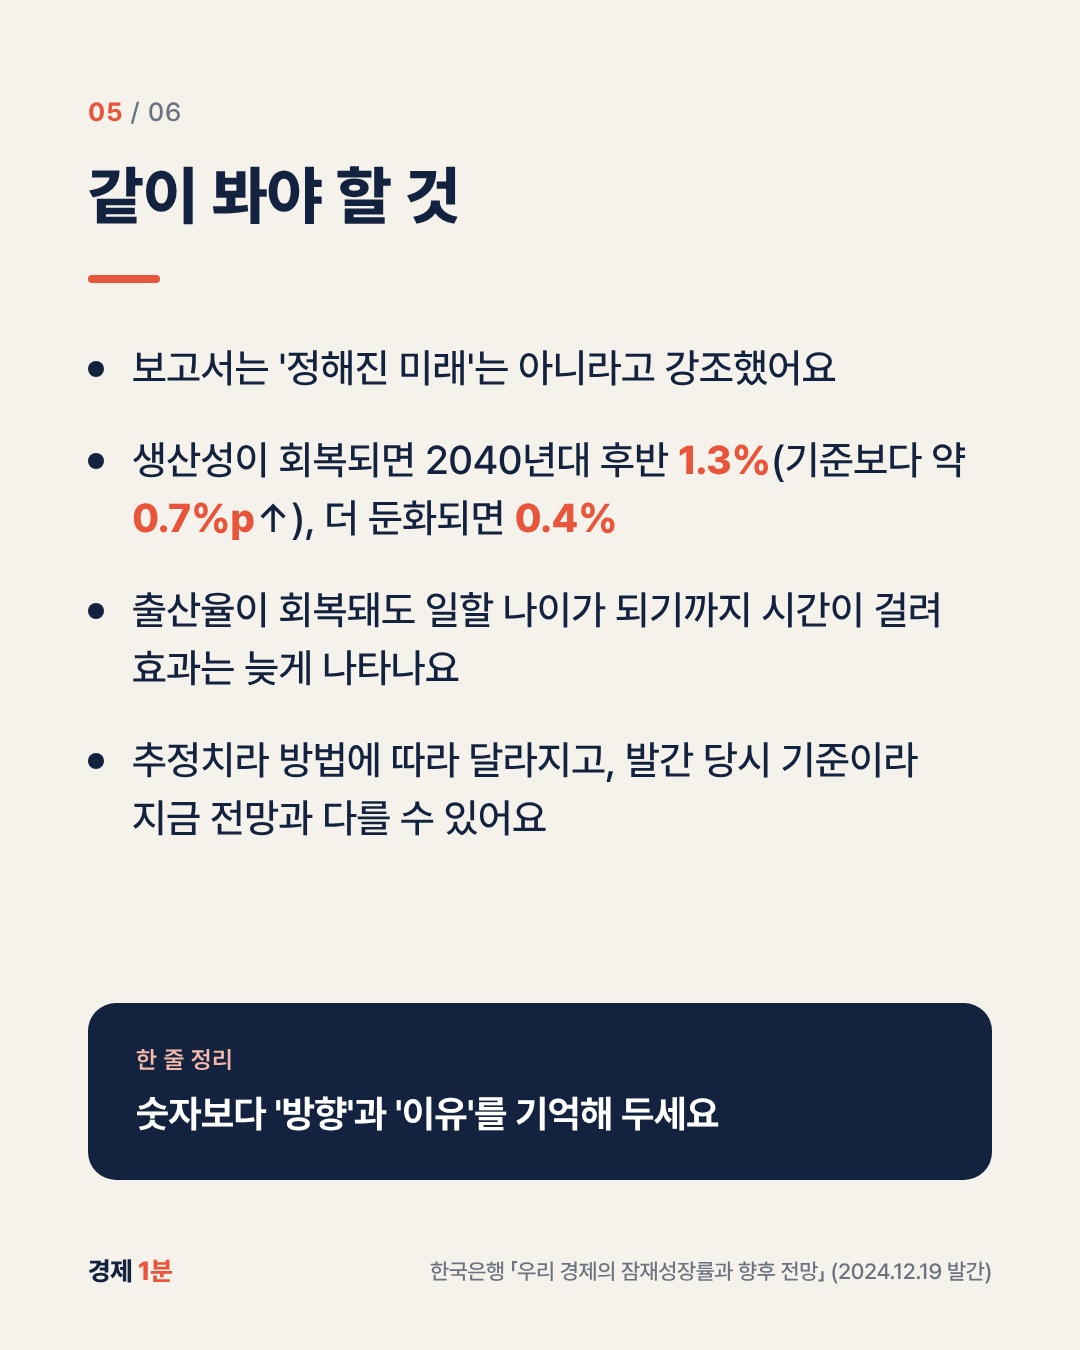 05 / 06
같이 봐야 할 것
보고서는 '정해진 미래'는 아니라고 강조했어요
생산성이 회복되면 2040년대 후반 1.3%(기준보다 약
0.7%p↑), 더 둔화되면 0.4%
출산율이 회복돼도 일할 나이가 되기까지 시간이 걸려
효과는 늦게 나타나요
추정치라 방법에 따라 달라지고, 발간 당시 기준이라
지금 전망과 다를 수 있어요
한 줄 정리
숫자보다 '방향'과 '이유'를 기억해 두세요
경제 1분
한국은행 「우리 경제의 잠재성장률과 향후 전망」 (2024.12.19 발간)